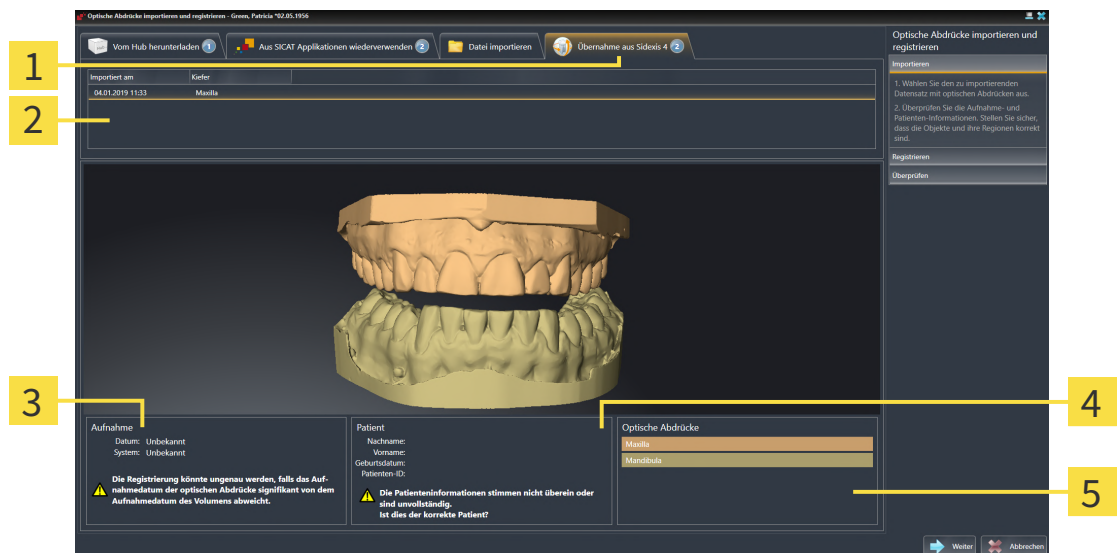 Optische Abdrücke importieren und registrieren - Green, Patricia *02.05.1956
Vom Hub herunterladen 1
Aus SICAT Applikationen wiederverwenden 2
Datei importieren
Übernahme aus Sidexis 4 2
Importiert am Kiefer
04.01.2019 11:33 Maxilla
1
2
Optische Abdrücke importieren und
registrieren
Importieren
1. Wählen Sie den zu importierenden
Datensatz mit optischen Abdrücken aus.
2. Überprüfen Sie die Aufnahme- und
Patienten-Informationen. Stellen Sie sicher,
dass die Objekte und ihre Regionen korrekt
sind.
Registrieren
Überprüfen
3
Aufnahme
Datum: Unbekannt
System: Unbekannt
Die Registrierung könnte ungenau werden, falls das Auf-
nahmedatum der optischen Abdrücke signifikant von dem
Aufnahmedatum des Volumens abweicht.
Patient
Nachname:
Vorname:
Geburtsdatum:
Patienten-ID:
Die Patienteninformationen stimmen nicht überein oder
sind unvollständig.
Ist dies der korrekte Patient?
4
Optische Abdrücke
Maxilla
Mandibula
5
Weiter
Abbrechen